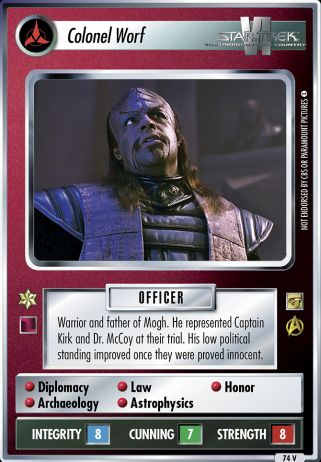 Colonel Worf
STAR TREK
VI
THE UNDISCOVERED COUNTRY
NOT ENDORSED BY CBS OR PARAMOUNT PICTURES
OFFICER
Warrior and father of Mogh. He represented Captain
Kirk and Dr. McCoy at their trial. His low political
standing improved once they were proved innocent.
Diplomacy Law Honor
Archaeology Astrophysics
INTEGRITY 8 CUNNING 7 STRENGTH 8
74 V